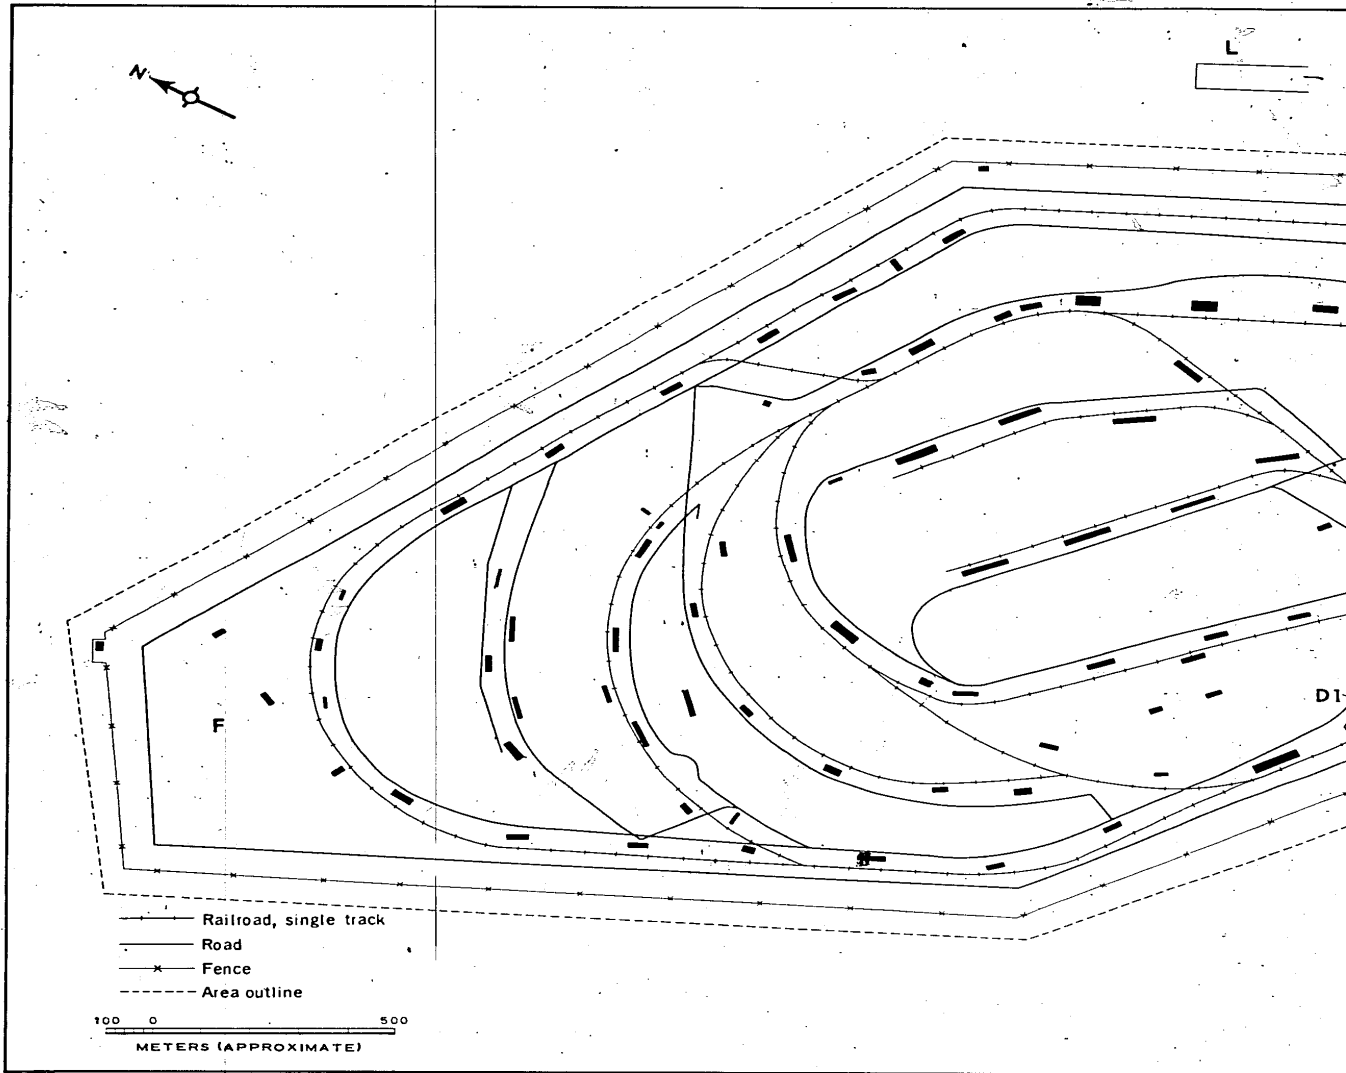 N
L
F
D1
Railroad, single track
Road
Fence
Area outline
100 0 500
METERS (APPROXIMATE)